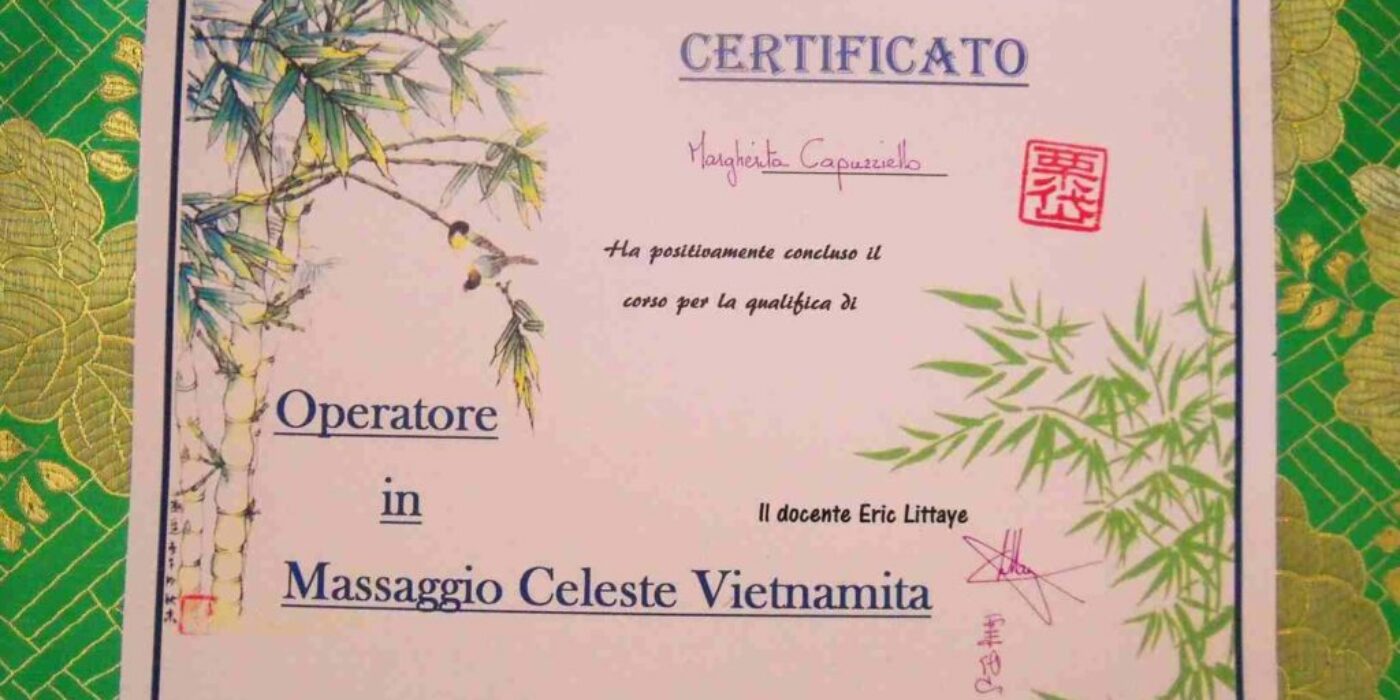 CERTIFICATO
Margherita Capuzziello
Ha positivamente concluso il
corso per la qualifica di
Operatore
in
Massaggio Celeste Vietnamita
Il docente Eric Littaye